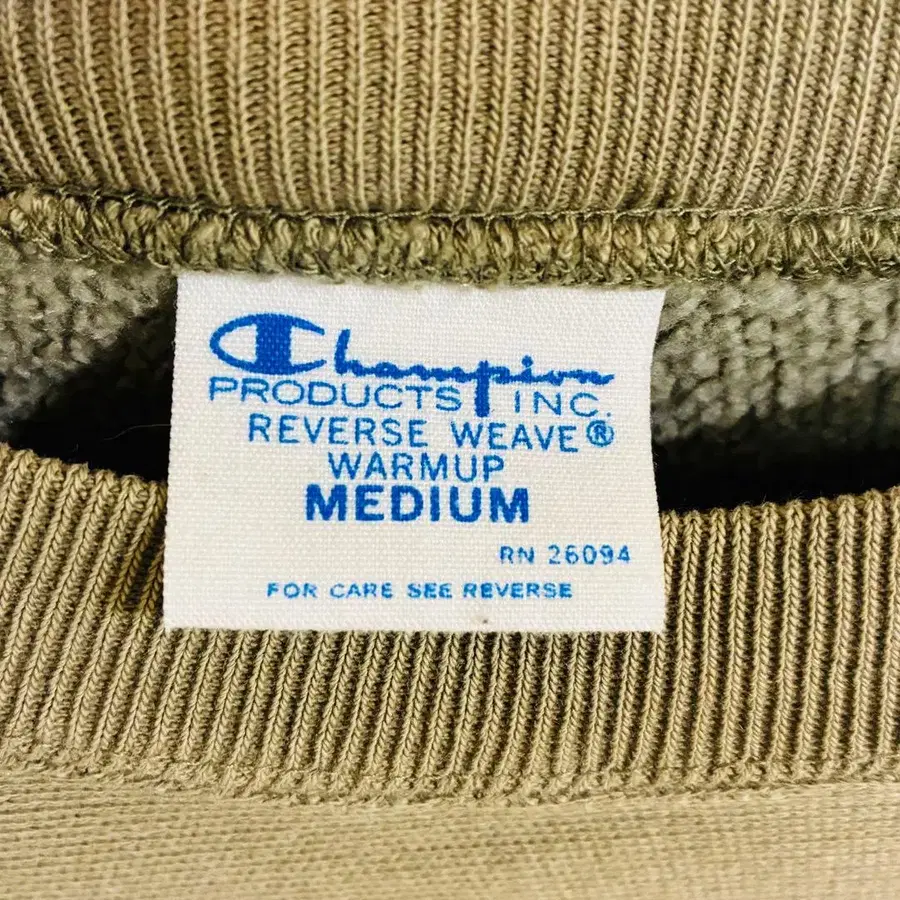 Champion
PRODUCTS INC.
REVERSE WEAVE®
WARMUP
MEDIUM
RN 26094
FOR CARE SEE REVERSE